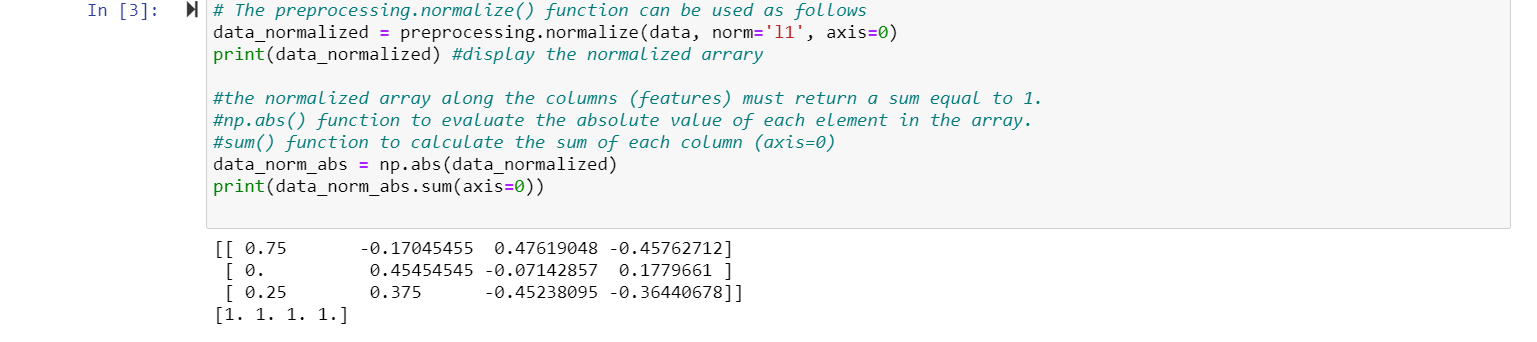 In [3]: # The preprocessing.normalize() function can be used as follows
data_normalized = preprocessing.normalize(data, norm='l1', axis=0)
print(data_normalized) #display the normalized arrary
#the normalized array along the columns (features) must return a sum equal to 1.
#np.abs() function to evaluate the absolute value of each element in the array.
#sum() function to calculate the sum of each column (axis=0)
data_norm_abs = np.abs(data_normalized)
print(data_norm_abs.sum(axis=0))
[[ 0.75       -0.17045455  0.47619048 -0.45762712]
 [ 0.          0.45454545 -0.07142857  0.1779661 ]
 [ 0.25        0.375      -0.45238095 -0.36440678]]
[1. 1. 1. 1.]